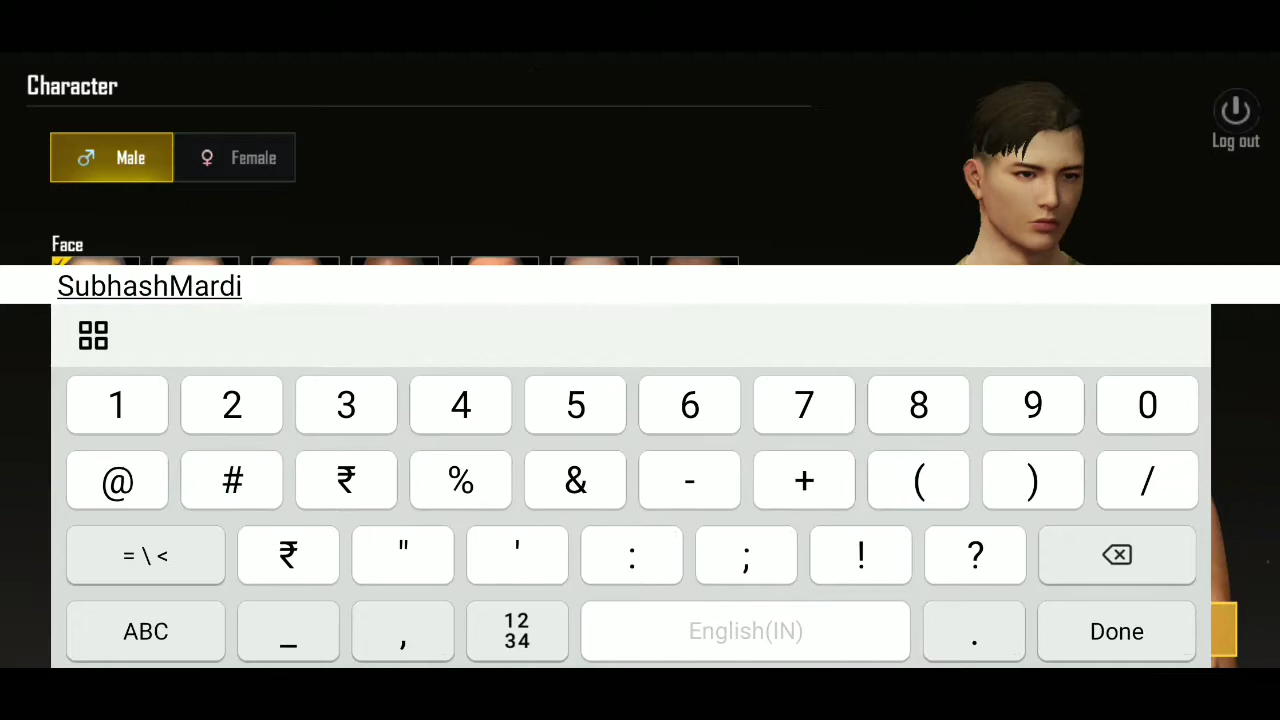 Character
Male
Female
Log out
Face
SubhashMardi
1 2 3 4 5 6 7 8 9 0
@ # ₹ % & - + ( ) /
= \ < ₹ " ' : ; ! ?
ABC _ , 12 34 English(IN) . Done